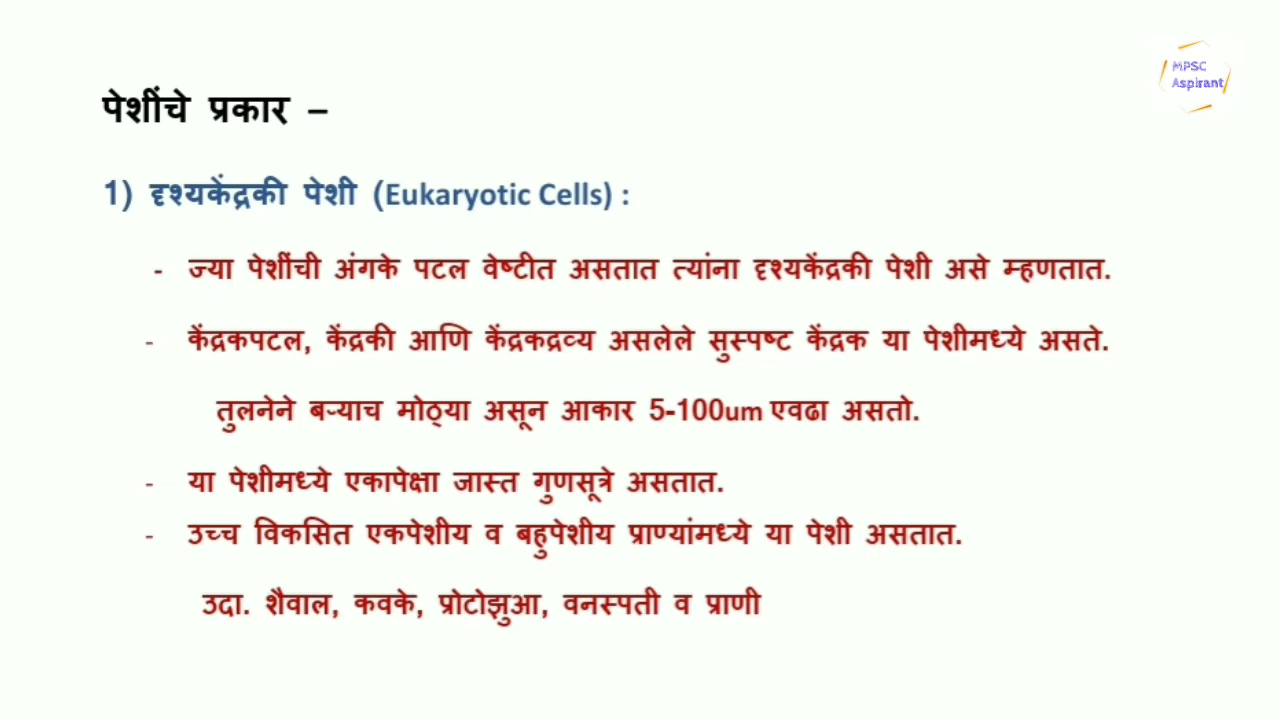 MPSC
Aspirant
पेशींचे प्रकार –
1) दृश्यकेंद्रकी पेशी (Eukaryotic Cells) :
- ज्या पेशींची अंगके पटल वेष्टीत असतात त्यांना दृश्यकेंद्रकी पेशी असे म्हणतात.
- केंद्रकपटल, केंद्रकी आणि केंद्रकद्रव्य असलेले सुस्पष्ट केंद्रक या पेशीमध्ये असते.
तुलनेने बऱ्याच मोठ्या असून आकार 5-100um एवढा असतो.
- या पेशीमध्ये एकापेक्षा जास्त गुणसूत्रे असतात.
- उच्च विकसित एकपेशीय व बहुपेशीय प्राण्यांमध्ये या पेशी असतात.
उदा. शैवाल, कवके, प्रोटोझुआ, वनस्पती व प्राणी